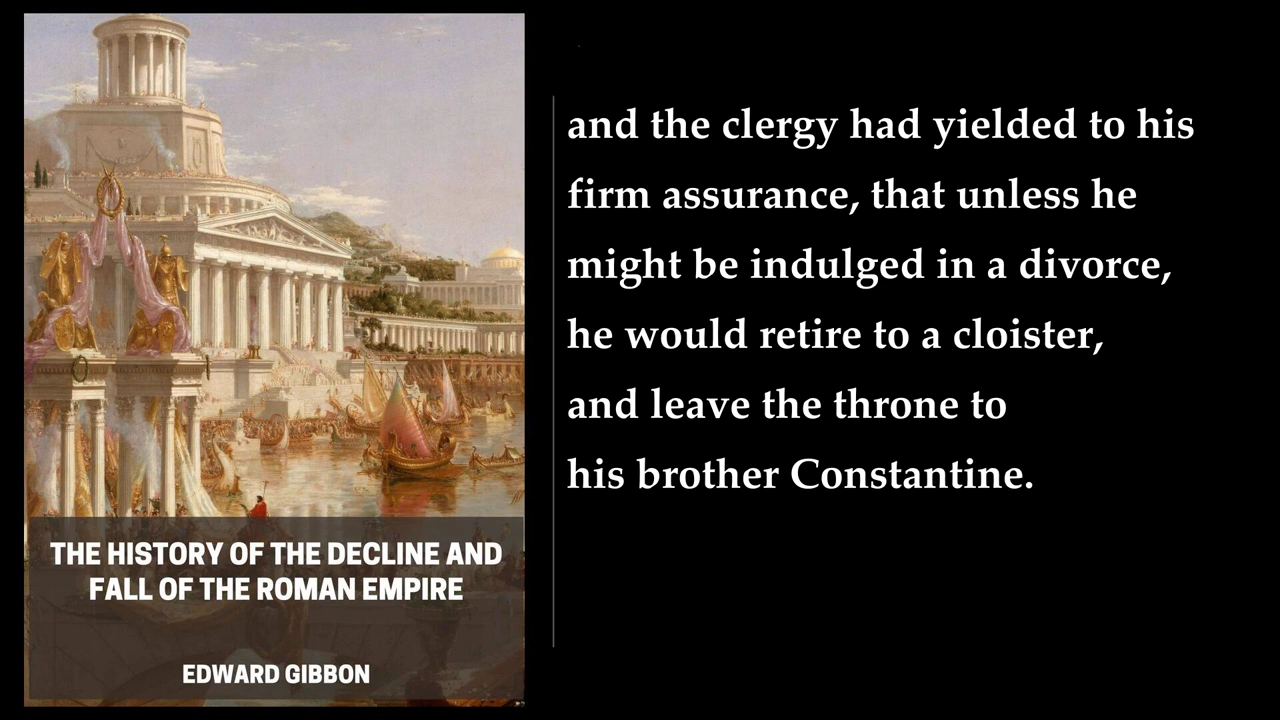 THE HISTORY OF THE DECLINE AND
FALL OF THE ROMAN EMPIRE
EDWARD GIBBON
and the clergy had yielded to his
firm assurance, that unless he
might be indulged in a divorce,
he would retire to a cloister,
and leave the throne to
his brother Constantine.